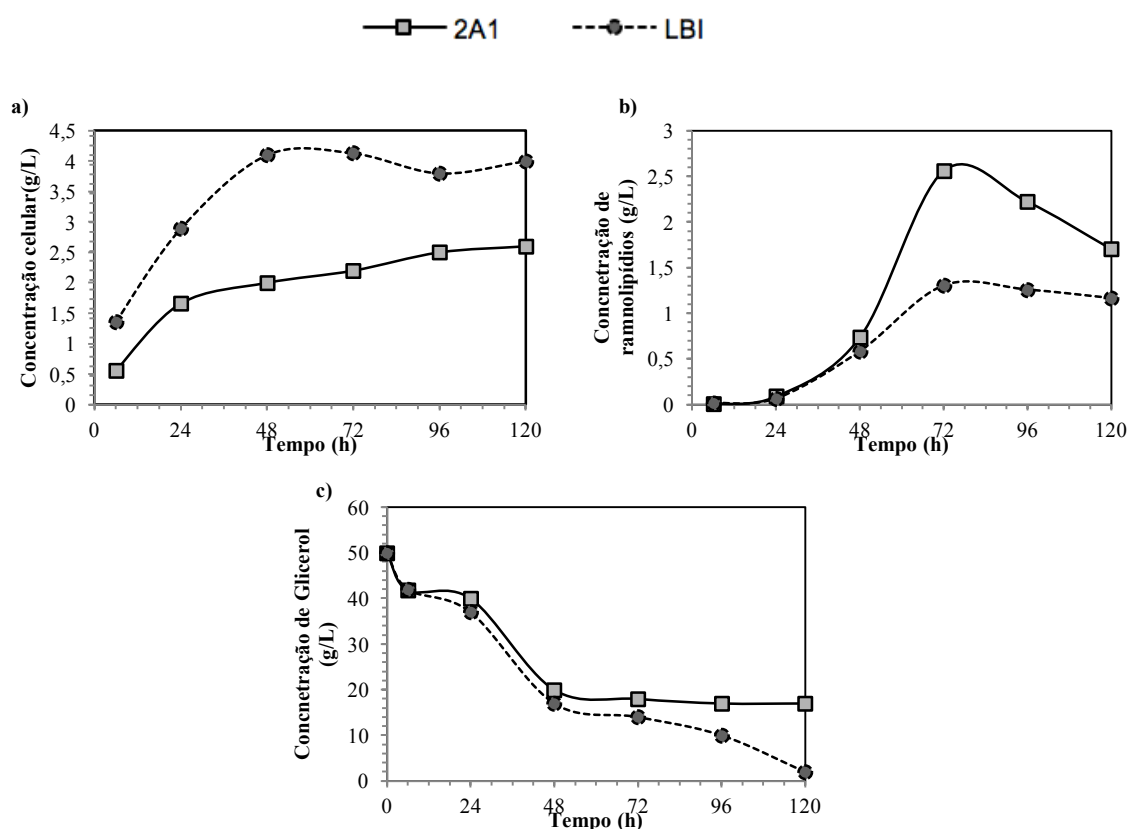 2A1 LBI
a)
Concentração celular(g/L)
4,5
4
3,5
3
2,5
2
1,5
1
0,5
0
0 24 48 72 96 120
Tempo (h)
b)
Concnetração de
ramnolipídios (g/L)
3
2,5
2
1,5
1
0,5
0
0 24 48 72 96 120
Tempo (h)
c)
Concnetração de Glicerol
(g/L)
60
50
40
30
20
10
0
0 24 48 72 96 120
Tempo (h)